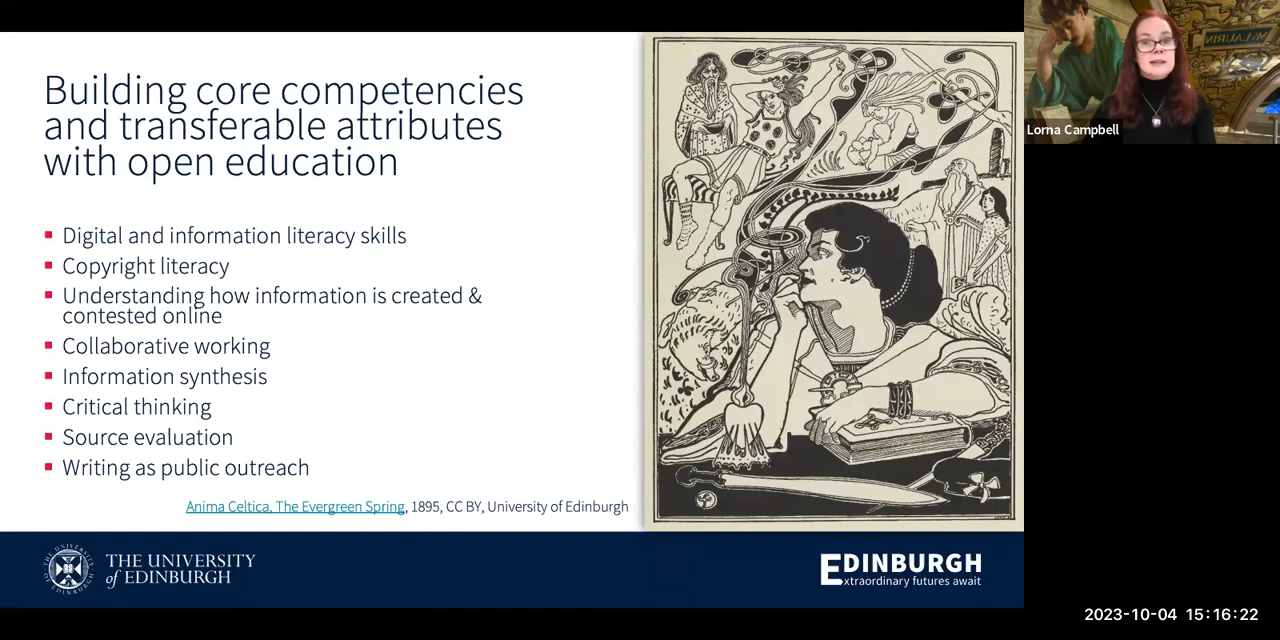 Building core competencies
and transferable attributes
with open education
Digital and information literacy skills
Copyright literacy
Understanding how information is created &
contested online
Collaborative working
Information synthesis
Critical thinking
Source evaluation
Writing as public outreach
Anima Celtica, The Evergreen Spring, 1895, CC BY, University of Edinburgh
THE UNIVERSITY
of EDINBURGH
EDINBURGH
xtraordinary futures await
Lorna Campbell
2023-10-04 15:16:22